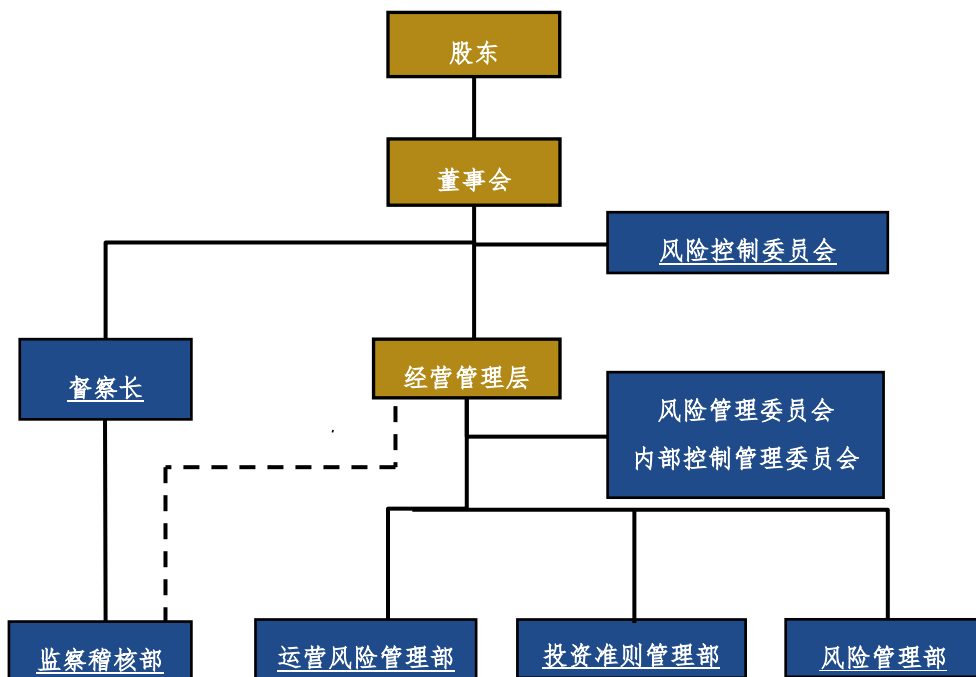 股东
董事会
风险控制委员会
督察长
经营管理层
风险管理委员会
内部控制管理委员会
监察稽核部
运营风险管理部
投资准则管理部
风险管理部